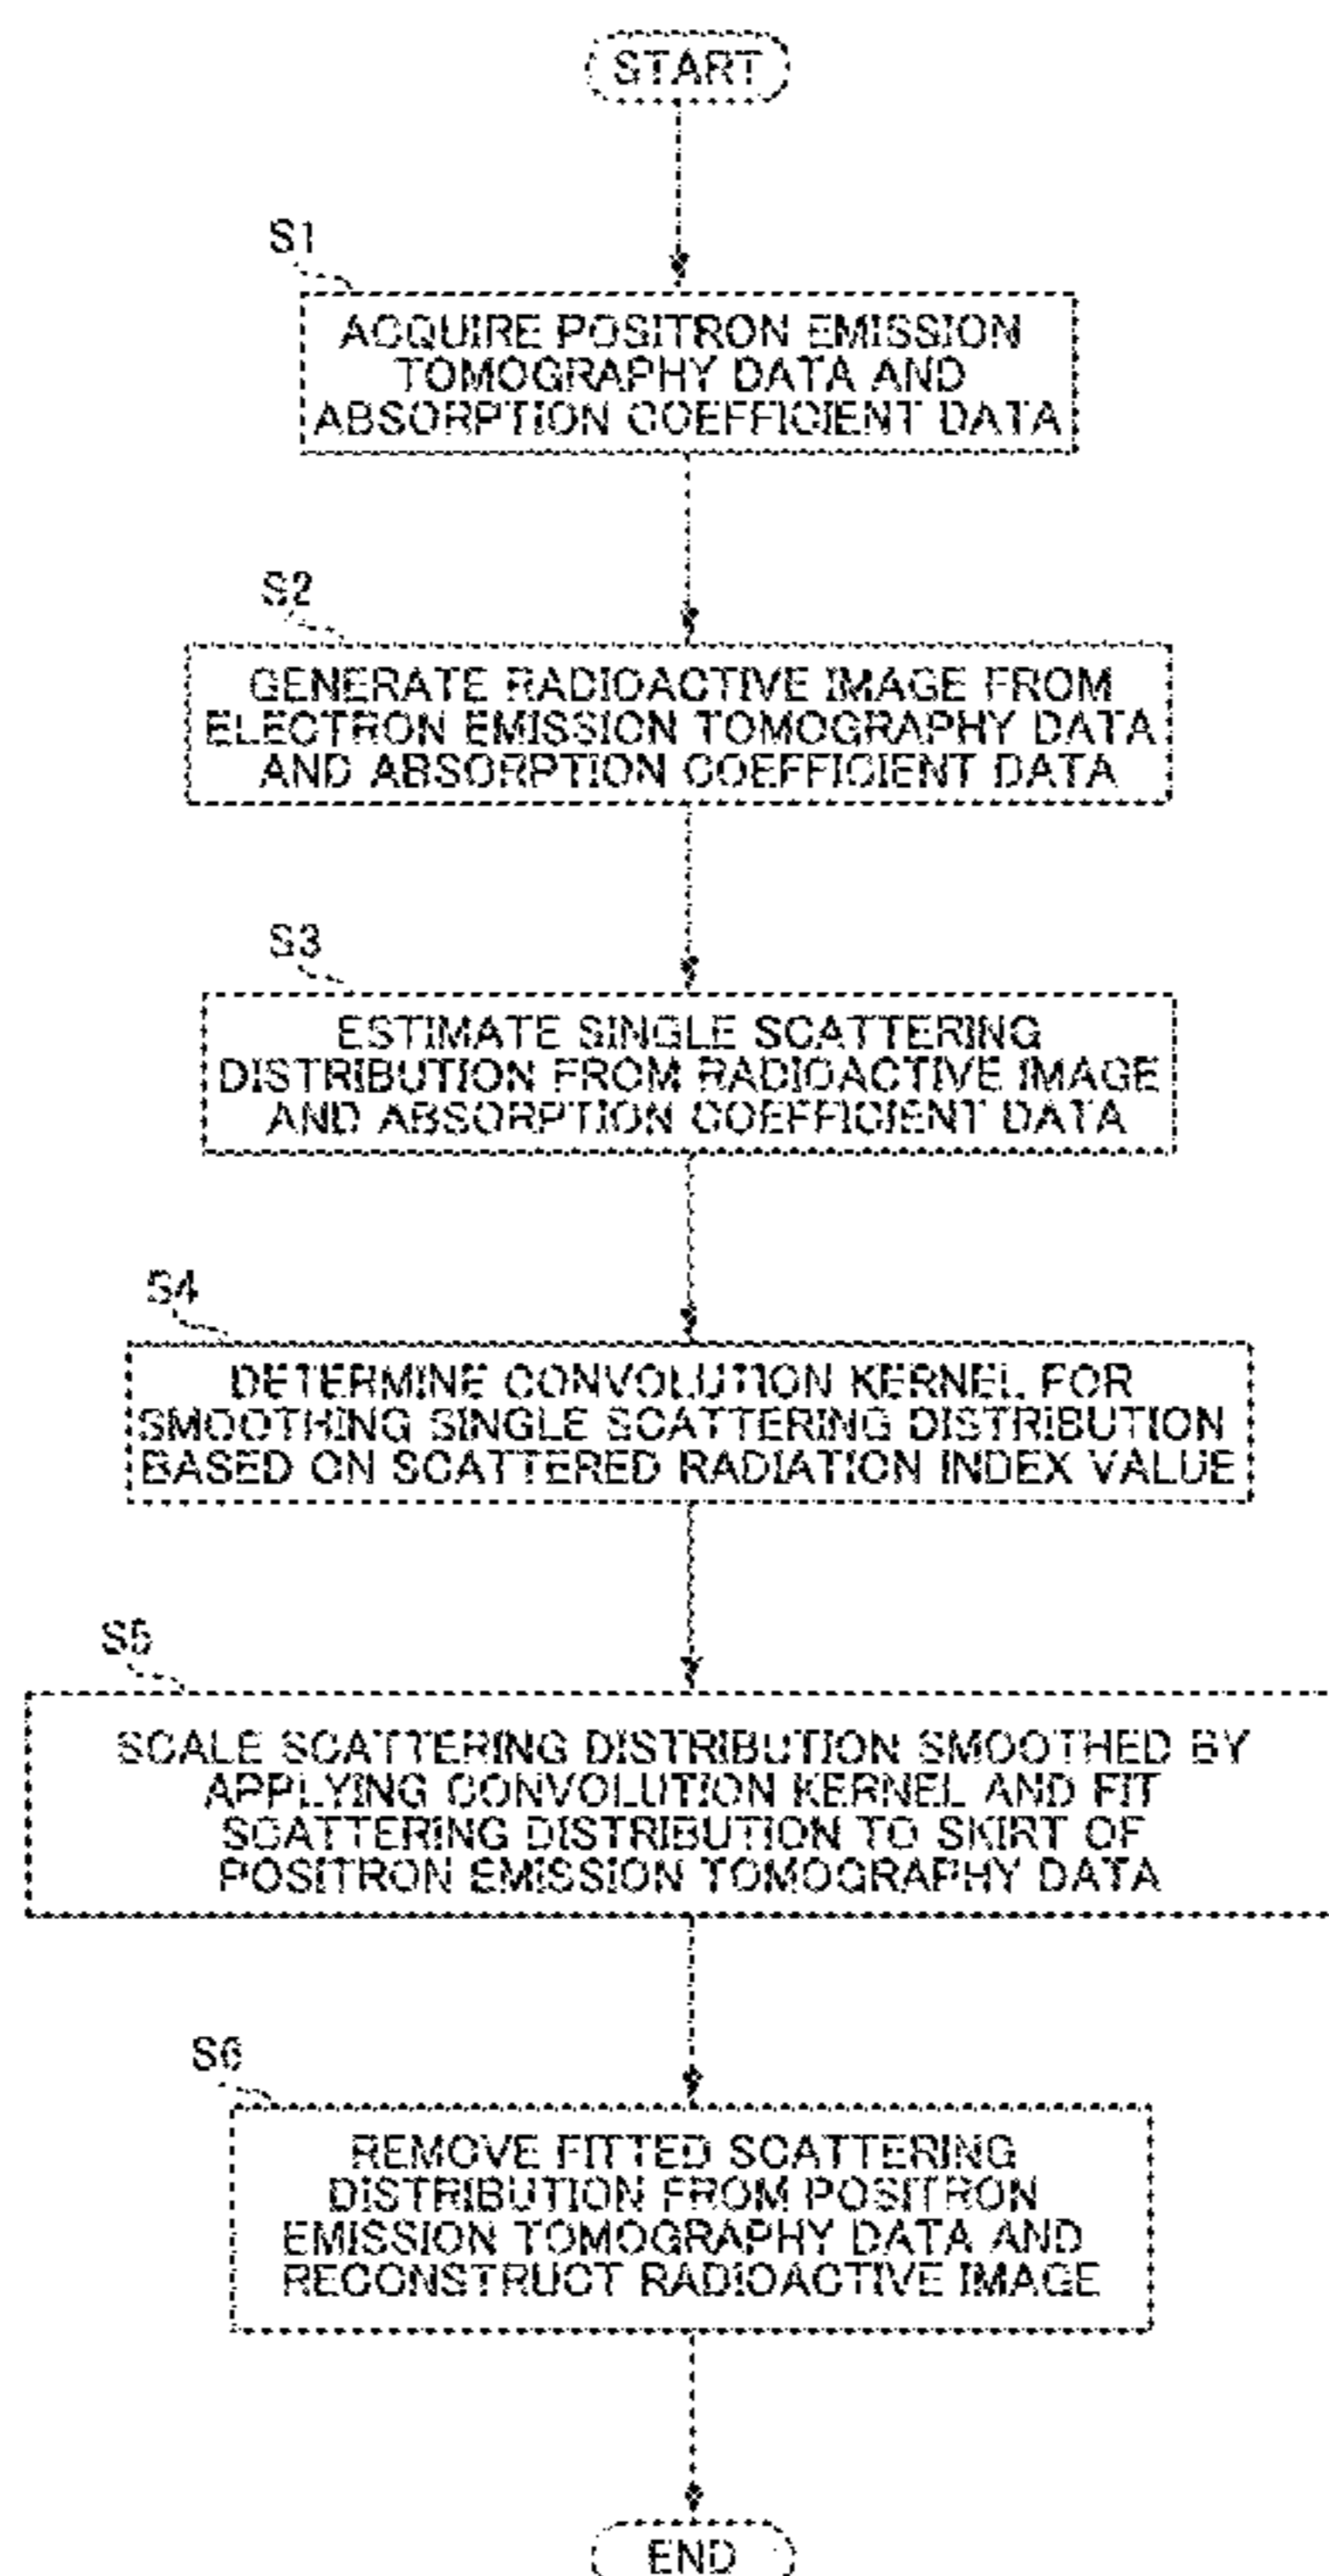 START
S1
ACQUIRE POSITRON EMISSION
TOMOGRAPHY DATA AND
ABSORPTION COEFFICIENT DATA
S2
GENERATE RADIOACTIVE IMAGE FROM
ELECTRON EMISSION TOMOGRAPHY DATA
AND ABSORPTION COEFFICIENT DATA
S3
ESTIMATE SINGLE SCATTERING
DISTRIBUTION FROM RADIOACTIVE IMAGE
AND ABSORPTION COEFFICIENT DATA
S4
DETERMINE CONVOLUTION KERNEL FOR
SMOOTHING SINGLE SCATTERING DISTRIBUTION
BASED ON SCATTERED RADIATION INDEX VALUE
S5
SCALE SCATTERING DISTRIBUTION SMOOTHED BY
APPLYING CONVOLUTION KERNEL AND FIT
SCATTERING DISTRIBUTION TO SKIRT OF
POSITRON EMISSION TOMOGRAPHY DATA
S6
REMOVE FITTED SCATTERING
DISTRIBUTION FROM POSITRON
EMISSION TOMOGRAPHY DATA AND
RECONSTRUCT RADIOACTIVE IMAGE
END